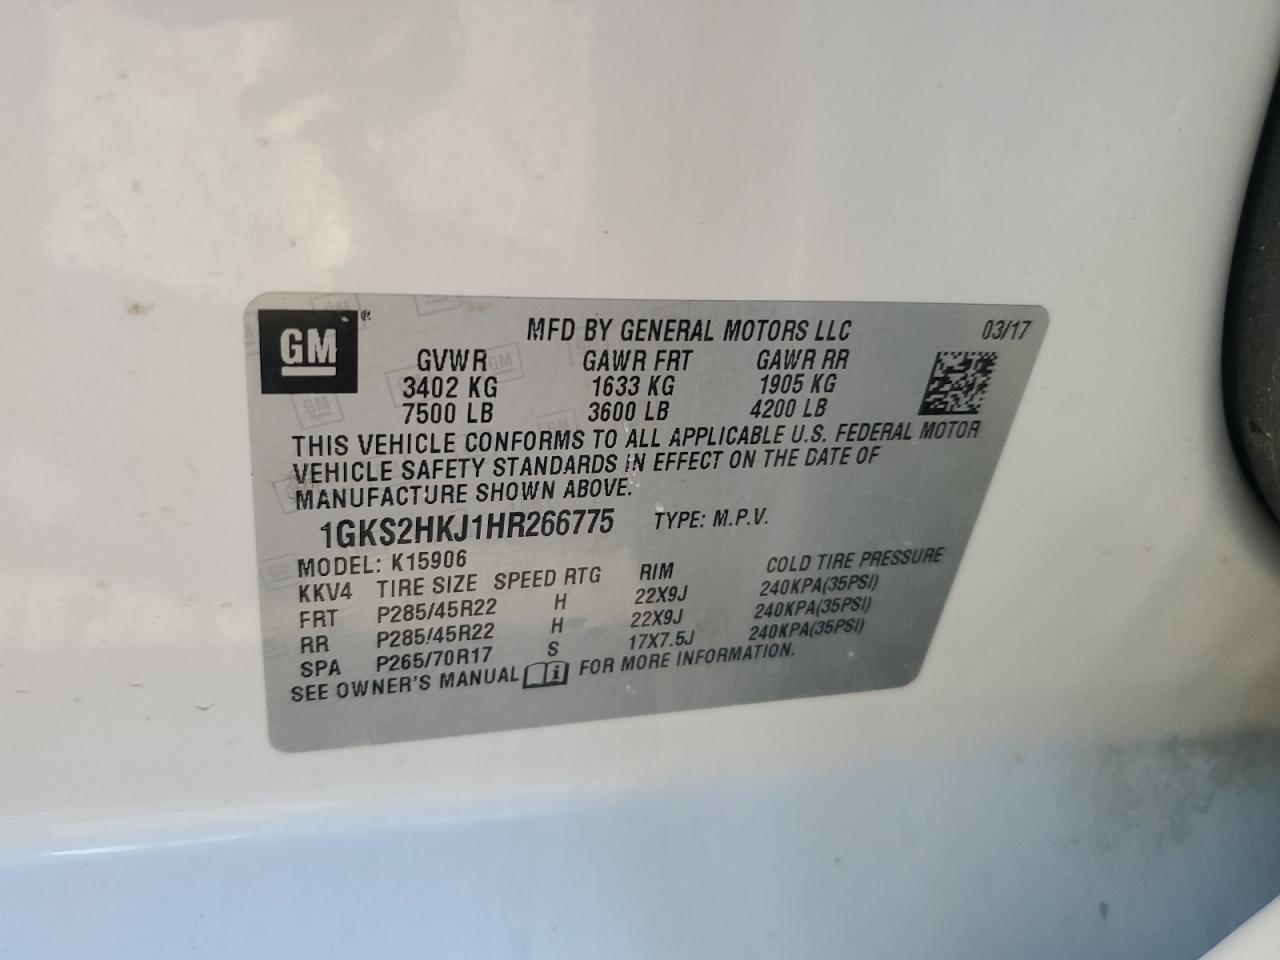 GM
MFD BY GENERAL MOTORS LLC 03/17
GVWR GAWR FRT GAWR RR
3402 KG 1633 KG 1905 KG
7500 LB 3600 LB 4200 LB
THIS VEHICLE CONFORMS TO ALL APPLICABLE U.S. FEDERAL MOTOR
VEHICLE SAFETY STANDARDS IN EFFECT ON THE DATE OF
MANUFACTURE SHOWN ABOVE.
1GKS2HKJ1HR266775 TYPE: M.P.V.
MODEL: K15906
KKV4 TIRE SIZE SPEED RTG RIM COLD TIRE PRESSURE
FRT P285/45R22 H 22X9J 240KPA(35PSI)
RR P285/45R22 H 22X9J 240KPA(35PSI)
SPA P265/70R17 S 17X7.5J 240KPA(35PSI)
SEE OWNER'S MANUAL i FOR MORE INFORMATION.